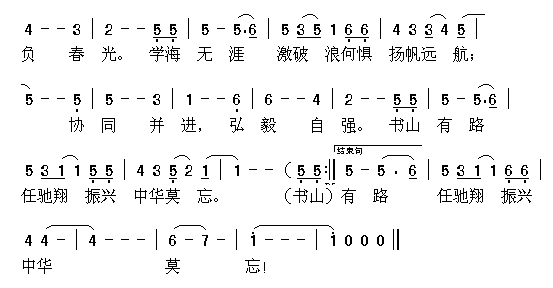 4 — — 3 | 2 — — 5 5 | 5 — 5·6 | 5 3 5 1 6 6 | 4 3 3 4 5 |
负 春 光。 学海 无 涯 激破 浪何惧 扬帆远 航;
5 — — 5 | 5 — — 3 | 1 — — 6 | 6 — — 4 | 2 — — 5 5 | 5 — 5·6 |
协 同 并 进, 弘 毅 自 强。 书山 有 路
5 3 1 1 5 5 | 4 3 5 2 1 | 1 — — (5 5 :‖ 结束句 5 — 5 · 6 | 5 3 1 1 6 6 |
任驰翔 振兴 中华莫 忘。 (书山)有 路 任驰翔 振兴
4 4 — | 4 — — — | 6 — 7 — | 1 — — — | 1 0 0 0 ‖
中华 莫 忘!